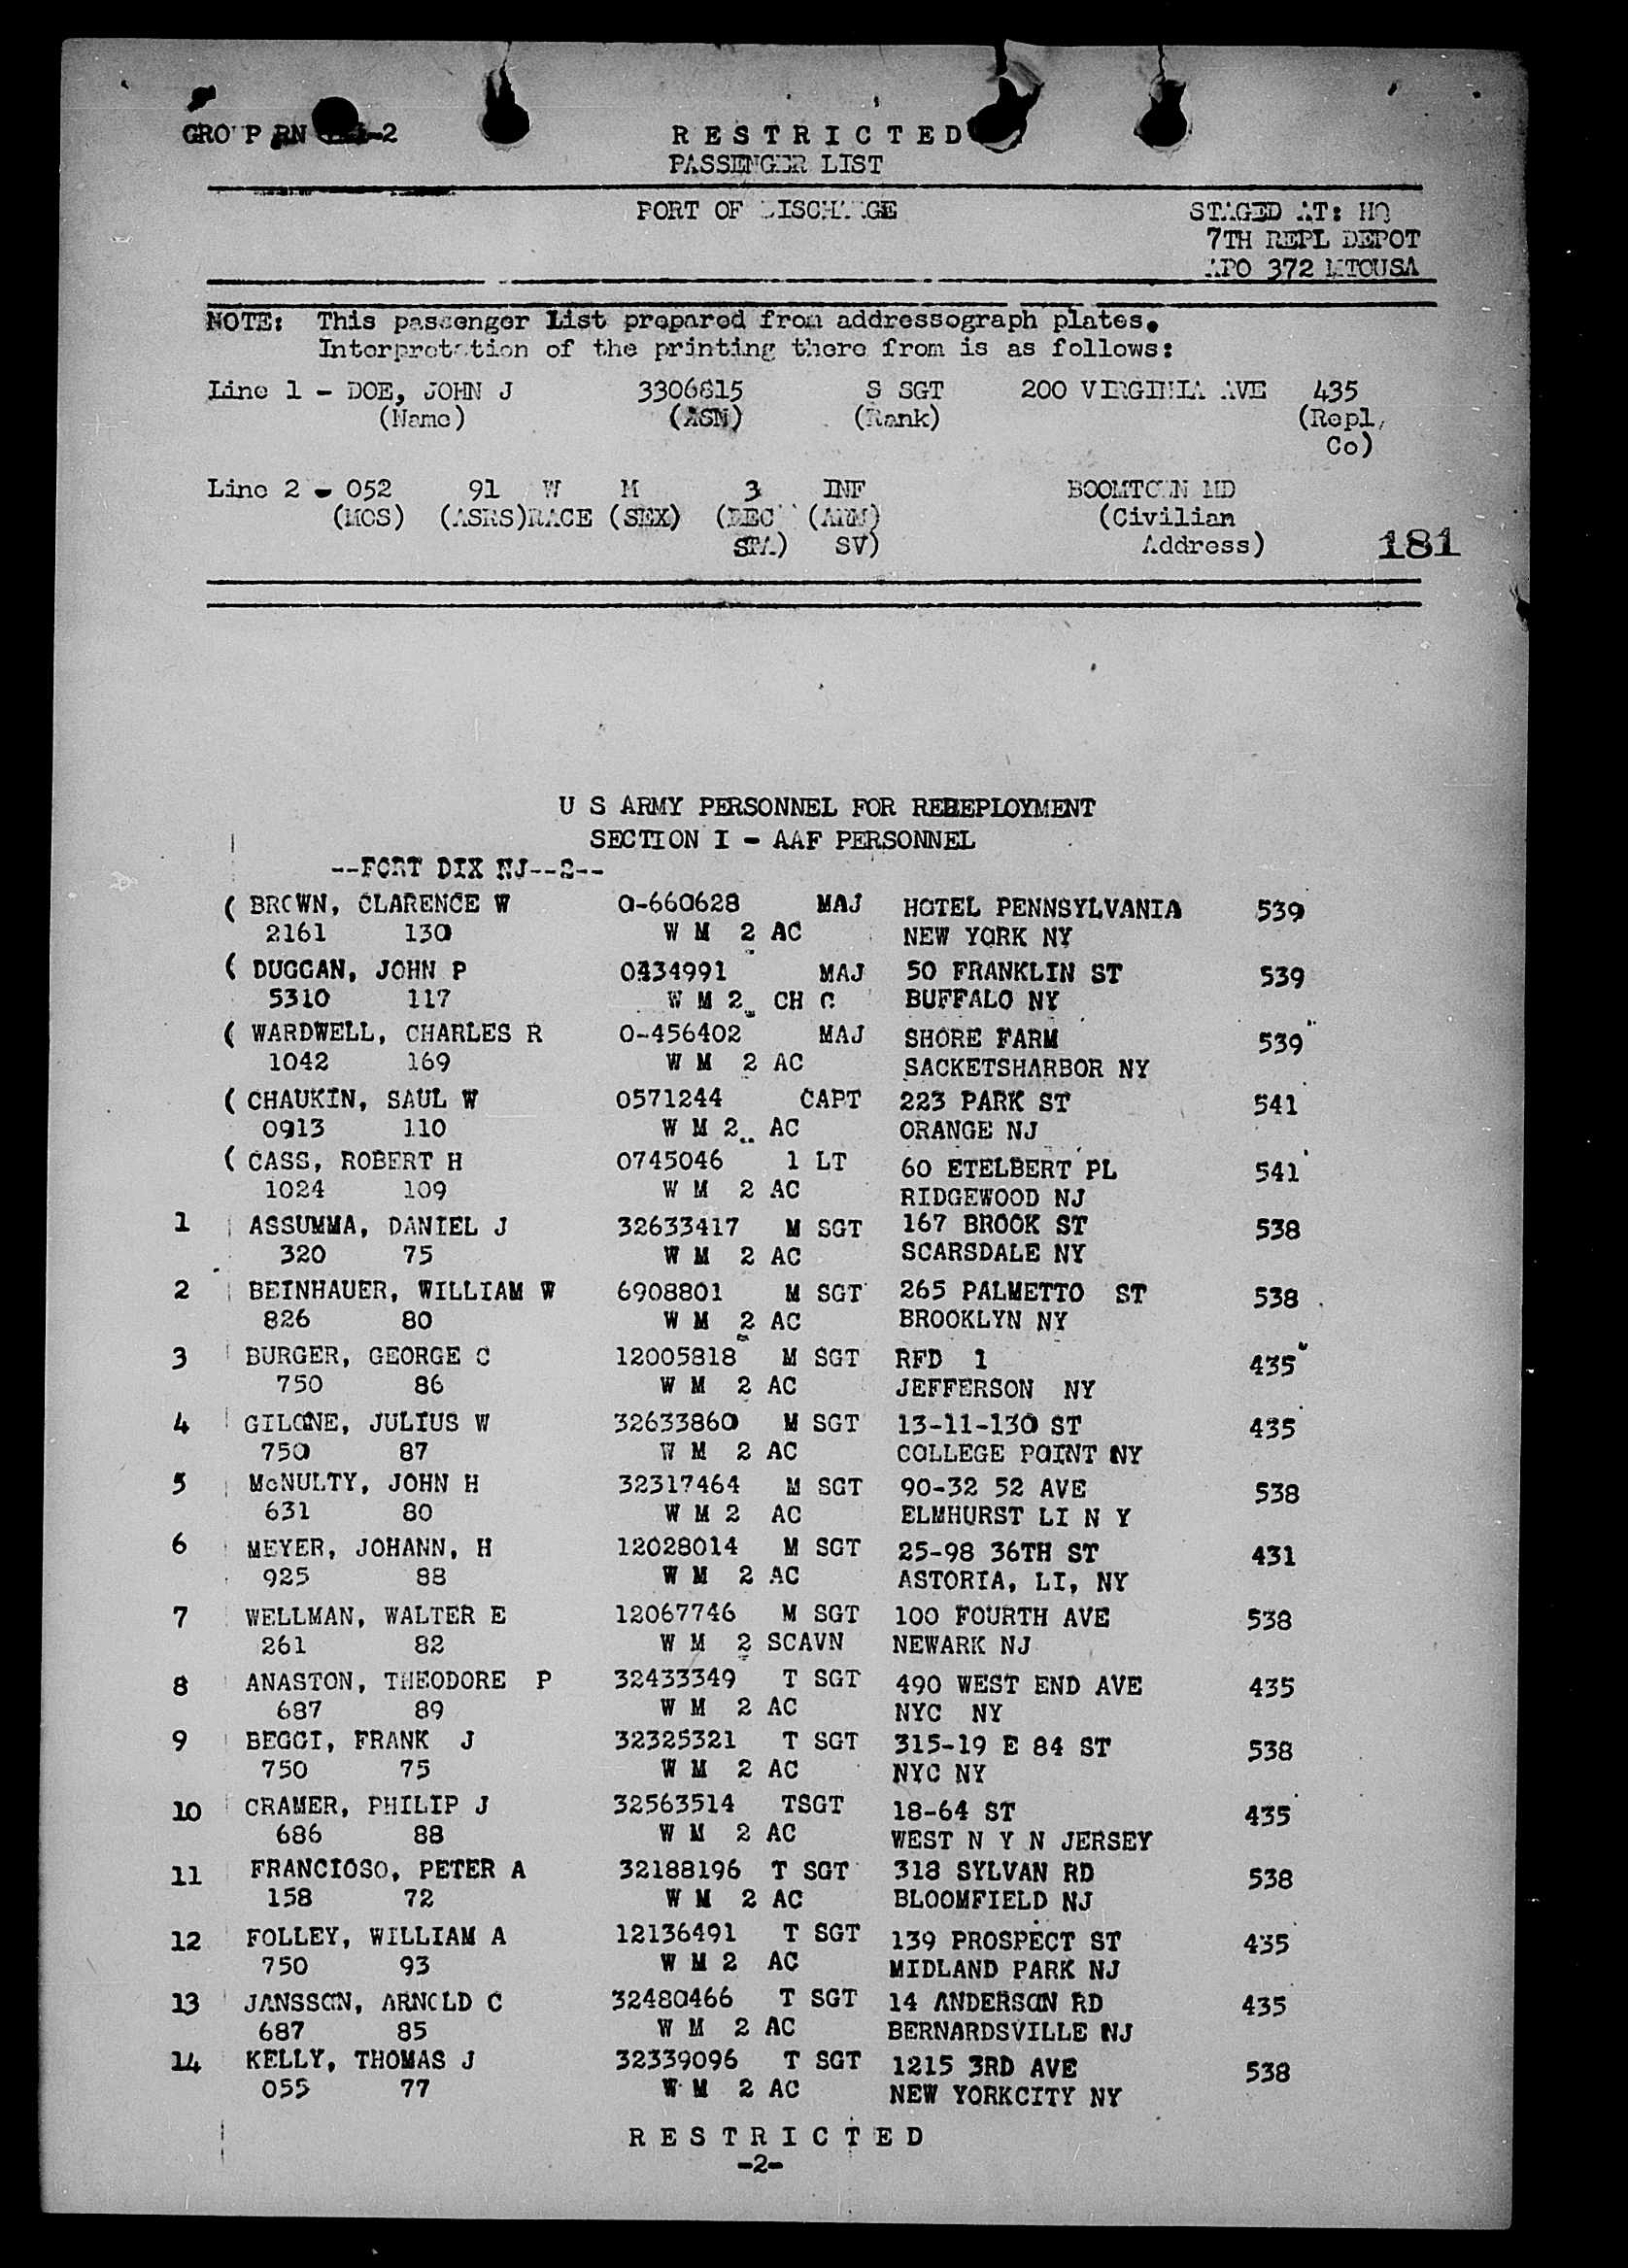 GROUP RN -2
RESTRICTED
PASSENGER LIST
PORT OF DISCHARGE STAGED AT: HQ
7TH REPL DEPOT
APO 372 MTOUSA
NOTE: This passenger List prepared from addressograph plates.
Interpretation of the printing there from is as follows:
Line 1 - DOE, JOHN J 3306815 S SGT 200 VIRGINIA AVE 435
(Name) (ASN) (Rank) (Repl,
Co)
Line 2 - 052 91 W M 3 INF BOOMTOWN MD
(MOS) (ASRS)RACE (SEX) (REC (ARM) (Civilian
STA) SV) Address) 181
U S ARMY PERSONNEL FOR REDEPLOYMENT
SECTION I - AAF PERSONNEL
--FORT DIX NJ--2--
( BROWN, CLARENCE W O-660628 MAJ HOTEL PENNSYLVANIA 539
2161 130 W M 2 AC NEW YORK NY
( DUGGAN, JOHN P 0434991 MAJ 50 FRANKLIN ST 539
5310 117 W M 2 CH C BUFFALO NY
( WARDWELL, CHARLES R O-456402 MAJ SHORE FARM 539
1042 169 W M 2 AC SACKETSHARBOR NY
( CHAUKIN, SAUL W 0571244 CAPT 223 PARK ST 541
0913 110 W M 2 AC ORANGE NJ
( CASS, ROBERT H 0745046 1 LT 60 ETELBERT PL 541
1024 109 W M 2 AC RIDGEWOOD NJ
1 ASSUMMA, DANIEL J 32633417 M SGT 167 BROOK ST 538
320 75 W M 2 AC SCARSDALE NY
2 BEINHAUER, WILLIAM W 6908801 M SGT 265 PALMETTO ST 538
826 80 W M 2 AC BROOKLYN NY
3 BURGER, GEORGE C 12005818 M SGT RFD 1 435
750 86 W M 2 AC JEFFERSON NY
4 GILONE, JULIUS W 32633860 M SGT 13-11-130 ST 435
750 87 W M 2 AC COLLEGE POINT NY
5 McNULTY, JOHN H 32317464 M SGT 90-32 52 AVE 538
631 80 W M 2 AC ELMHURST LI N Y
6 MEYER, JOHANN, H 12028014 M SGT 25-98 36TH ST 431
925 88 W M 2 AC ASTORIA, LI, NY
7 WELLMAN, WALTER E 12067746 M SGT 100 FOURTH AVE 538
261 82 W M 2 SCAVN NEWARK NJ
8 ANASTON, THEODORE P 32433349 T SGT 490 WEST END AVE 435
687 89 W M 2 AC NYC NY
9 BEGGI, FRANK J 32325321 T SGT 315-19 E 84 ST 538
750 75 W M 2 AC NYC NY
10 CRAMER, PHILIP J 32563514 TSGT 18-64 ST 435
686 88 W M 2 AC WEST N Y N JERSEY
11 FRANCIOSO, PETER A 32188196 T SGT 318 SYLVAN RD 538
158 72 W M 2 AC BLOOMFIELD NJ
12 FOLLEY, WILLIAM A 12136491 T SGT 139 PROSPECT ST 435
750 93 W M 2 AC MIDLAND PARK NJ
13 JANSSON, ARNOLD C 32480466 T SGT 14 ANDERSON RD 435
687 85 W M 2 AC BERNARDSVILLE NJ
14 KELLY, THOMAS J 32339096 T SGT 1215 3RD AVE 538
055 77 W M 2 AC NEW YORKCITY NY
RESTRICTED
-2-